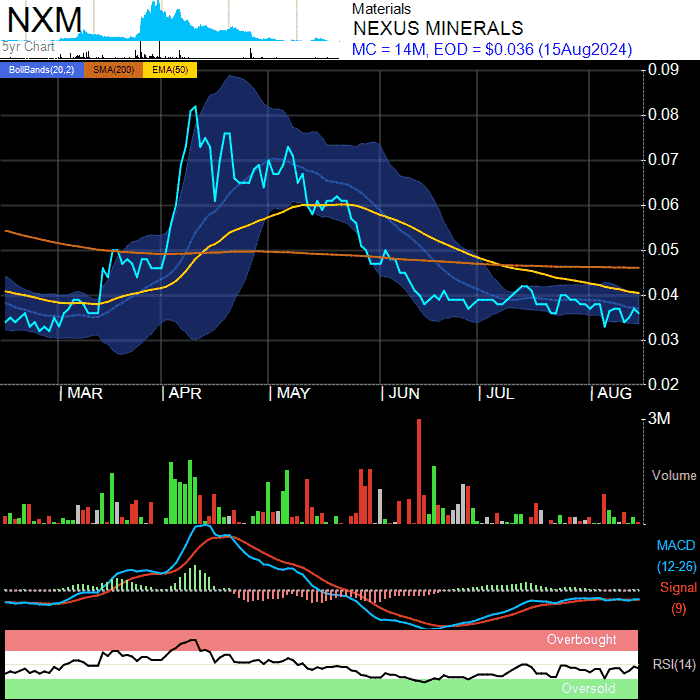 NXM
5yr Chart
Materials
NEXUS MINERALS
MC = 14M, EOD = $0.036 (15Aug2024)
BollBands(20,2) SMA(200) EMA(50)
0.09
0.08
0.07
0.06
0.05
0.04
0.03
0.02
MAR APR MAY JUN JUL AUG
3M
Volume
MACD
(12-26)
Signal
(9)
Overbought
RSI(14)
Oversold